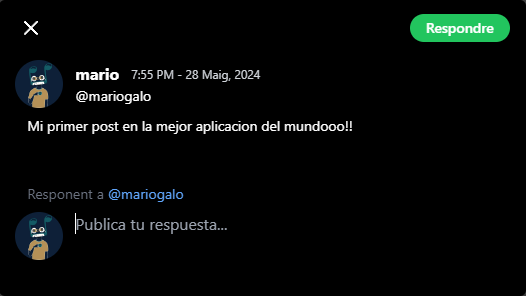 Respondre
mario 7:55 PM - 28 Maig, 2024
@mariogalo
Mi primer post en la mejor aplicacion del mundooo!!
Responent a @mariogalo
Publica tu respuesta...